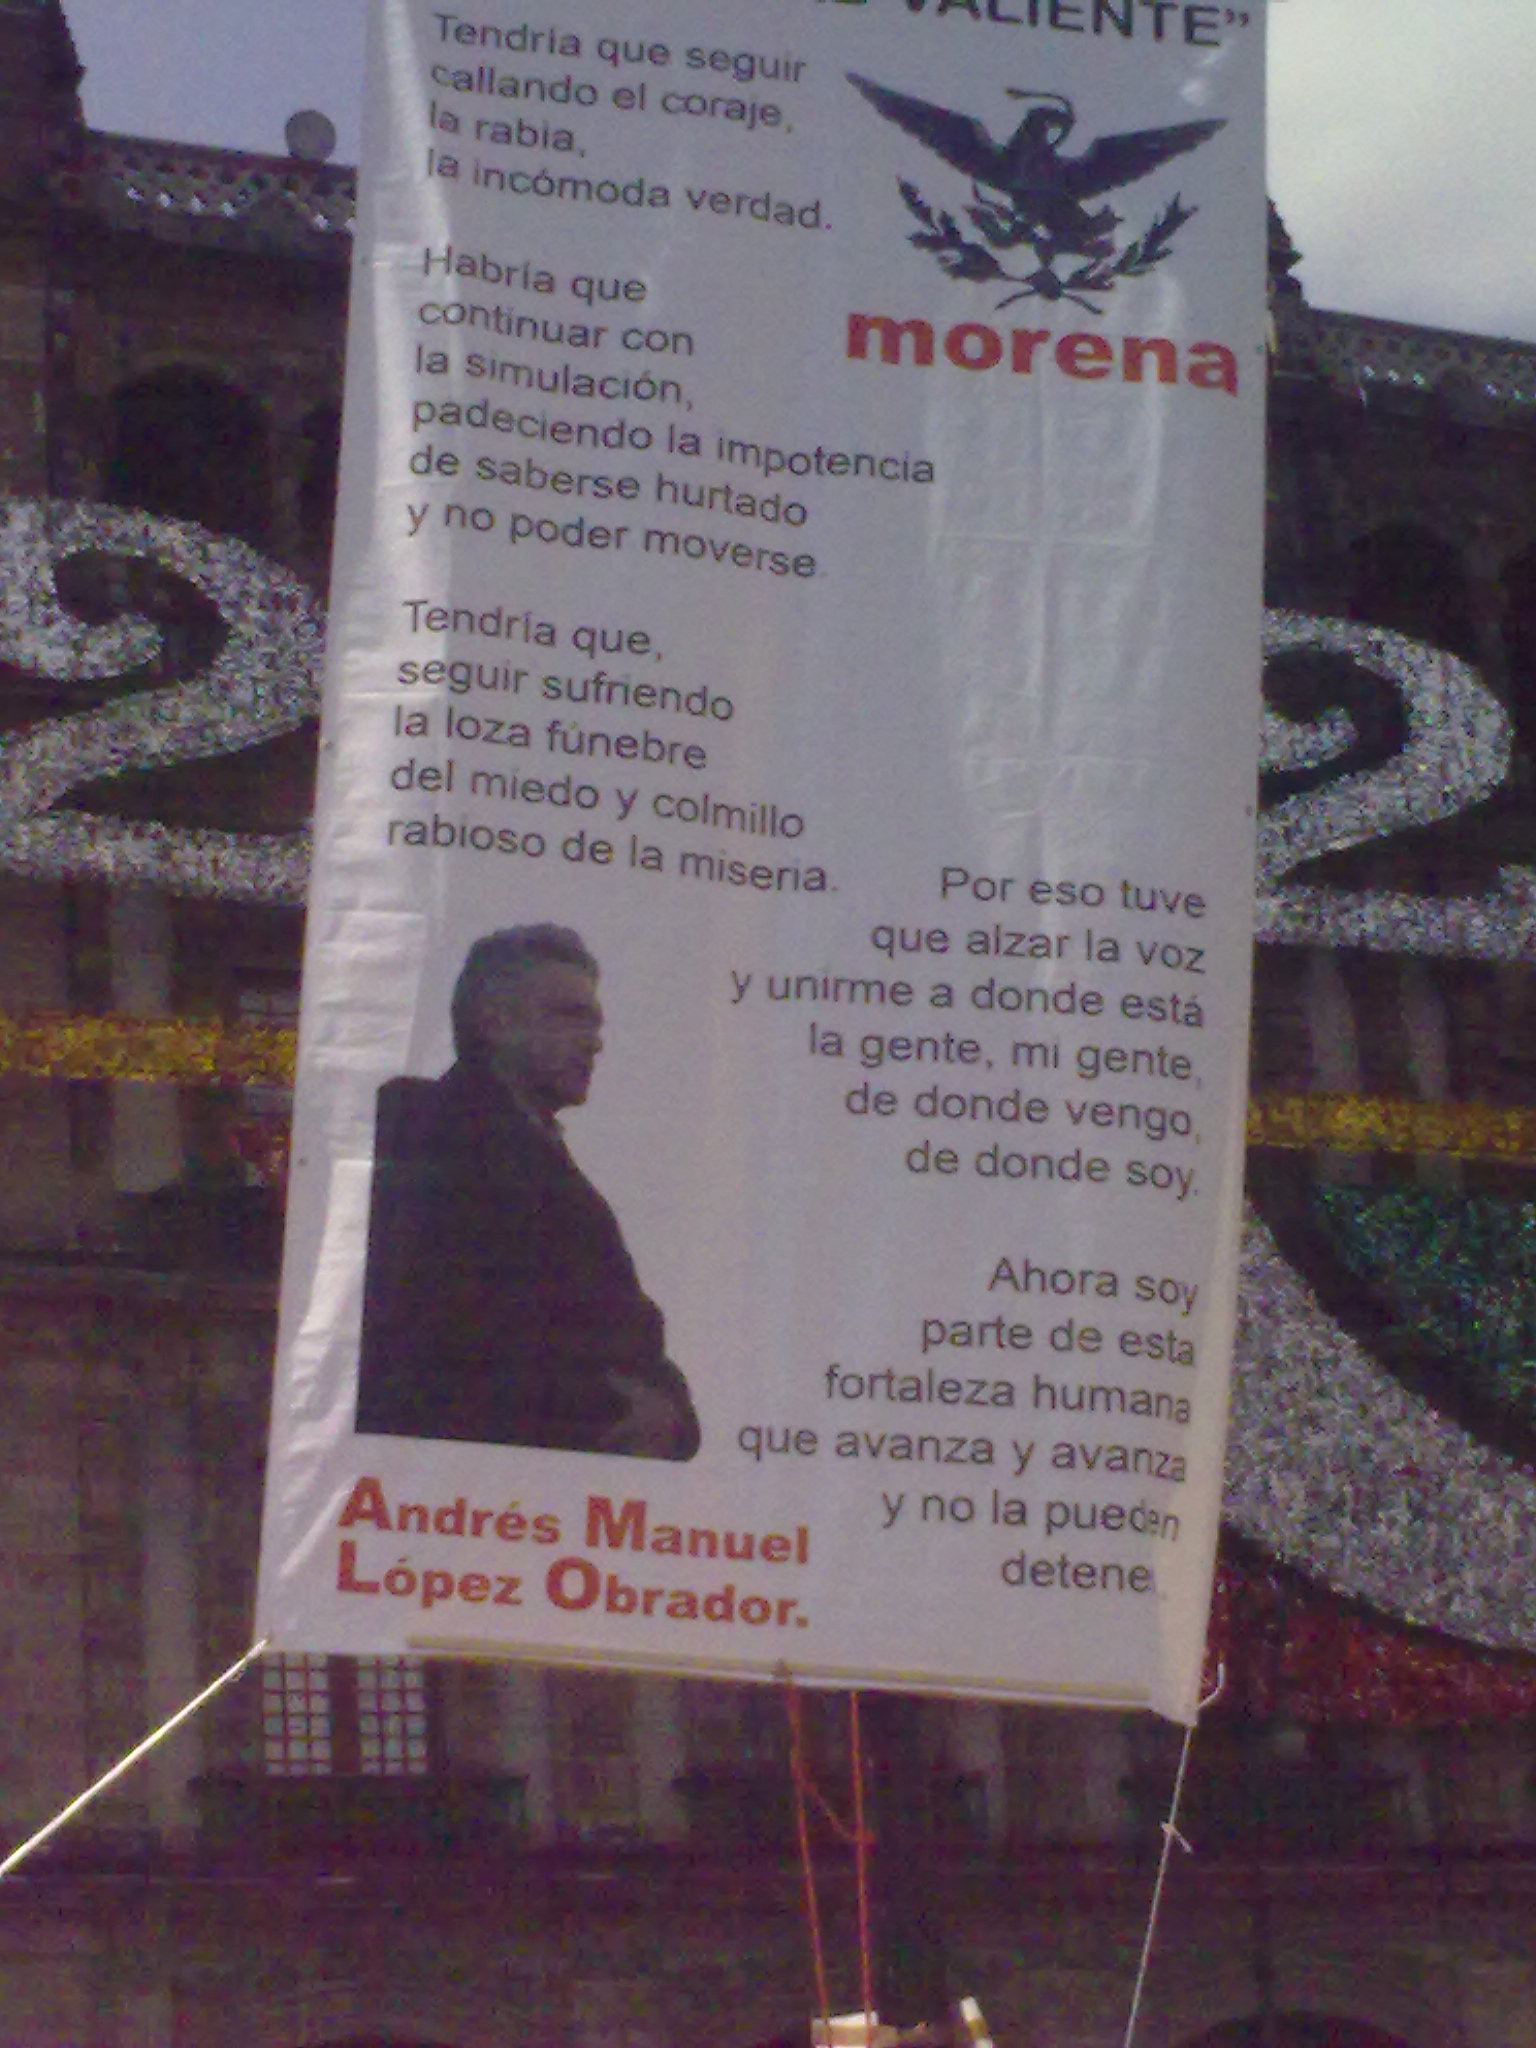 VALIENTE”
Tendría que seguir
callando el coraje,
la rabia,
la incómoda verdad.
morena
Habría que
continuar con
la simulación,
padeciendo la impotencia
de saberse hurtado
y no poder moverse.
Tendría que,
seguir sufriendo
la loza fúnebre
del miedo y colmillo
rabioso de la miseria.
Por eso tuve
que alzar la voz
y unirme a donde está
la gente, mi gente,
de donde vengo,
de donde soy.
Ahora soy
parte de esta
fortaleza humana
que avanza y avanza
y no la pueden
detener.
Andrés Manuel
López Obrador.
2
2